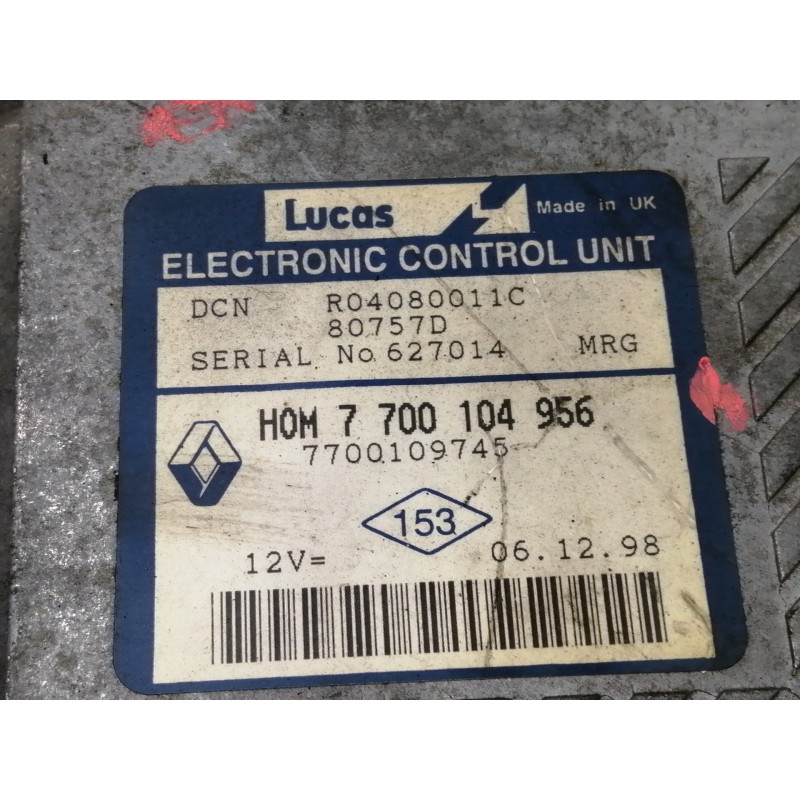 Lucas Made in UK
ELECTRONIC CONTROL UNIT
DCN R04080011C
80757D
SERIAL No 627014 MRG
HOM 7 700 104 956
7700109745
153
12V= 06.12.98